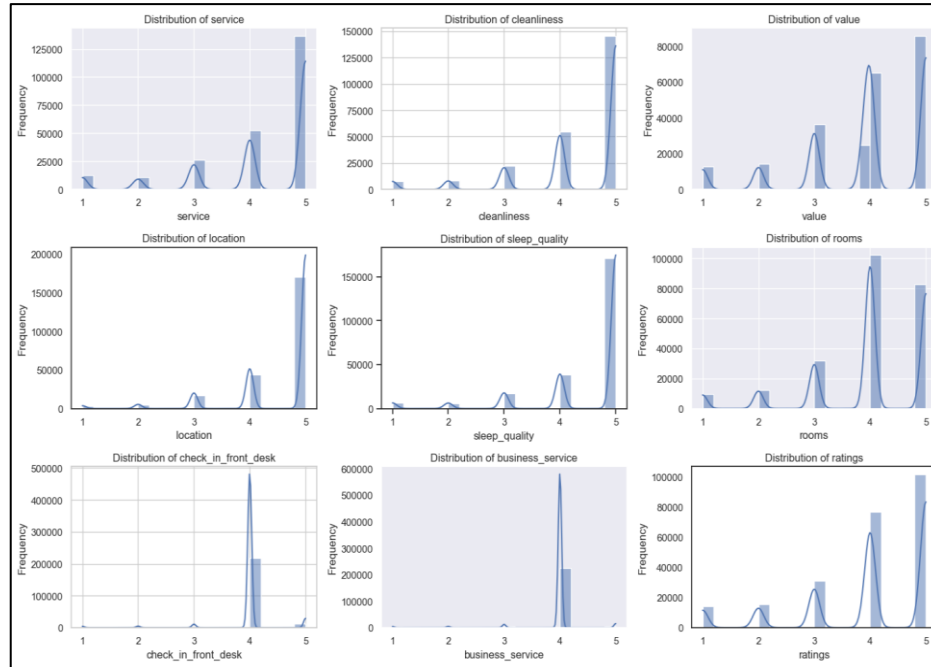 Distribution of service
Frequency
125000
100000
75000
50000
25000
0
1 2 3 4 5
service
Distribution of cleanliness
Frequency
150000
125000
100000
75000
50000
25000
0
1 2 3 4 5
cleanliness
Distribution of value
Frequency
80000
60000
40000
20000
0
1 2 3 4 5
value
Distribution of location
Frequency
200000
150000
100000
50000
0
1 2 3 4 5
location
Distribution of sleep_quality
Frequency
150000
100000
50000
0
1 2 3 4 5
sleep_quality
Distribution of rooms
Frequency
100000
80000
60000
40000
20000
0
1 2 3 4 5
rooms
Distribution of check_in_front_desk
Frequency
500000
400000
300000
200000
100000
0
1 2 3 4 5
check_in_front_desk
Distribution of business_service
Frequency
600000
500000
400000
300000
200000
100000
0
1 2 3 4 5
business_service
Distribution of ratings
Frequency
100000
80000
60000
40000
20000
0
1 2 3 4 5
ratings